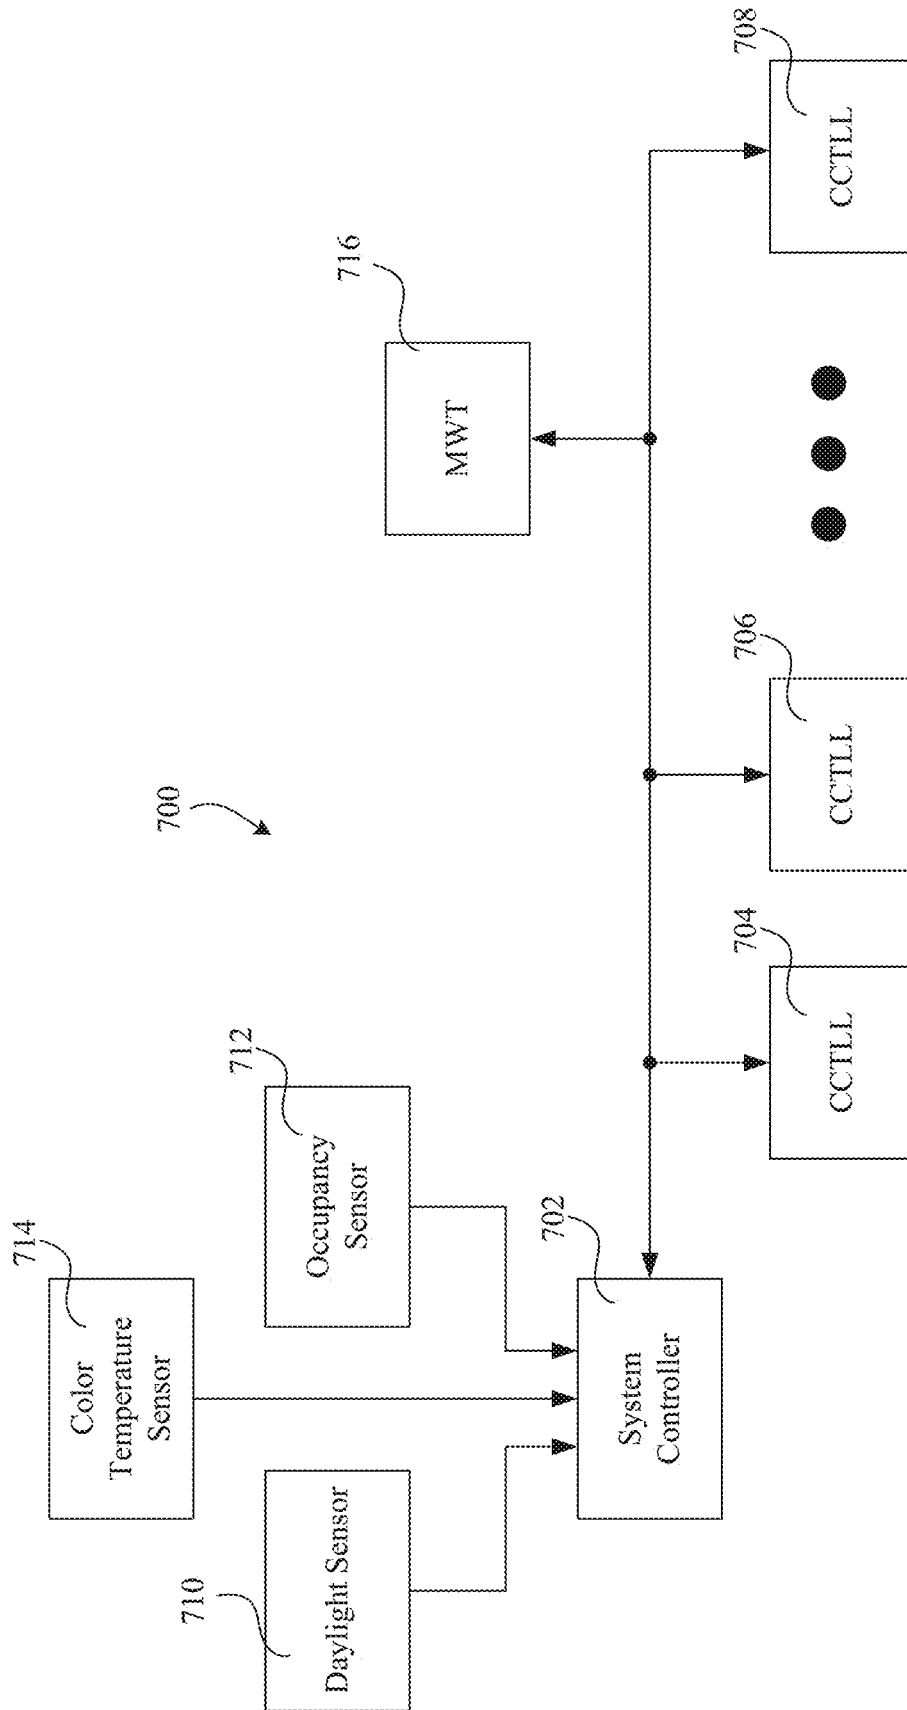 700
714
Color
Temperature
Sensor
710
Daylight Sensor
712
Occupancy
Sensor
702
System
Controller
716
MWT
704
CCTLL
706
CCTLL
708
CCTLL